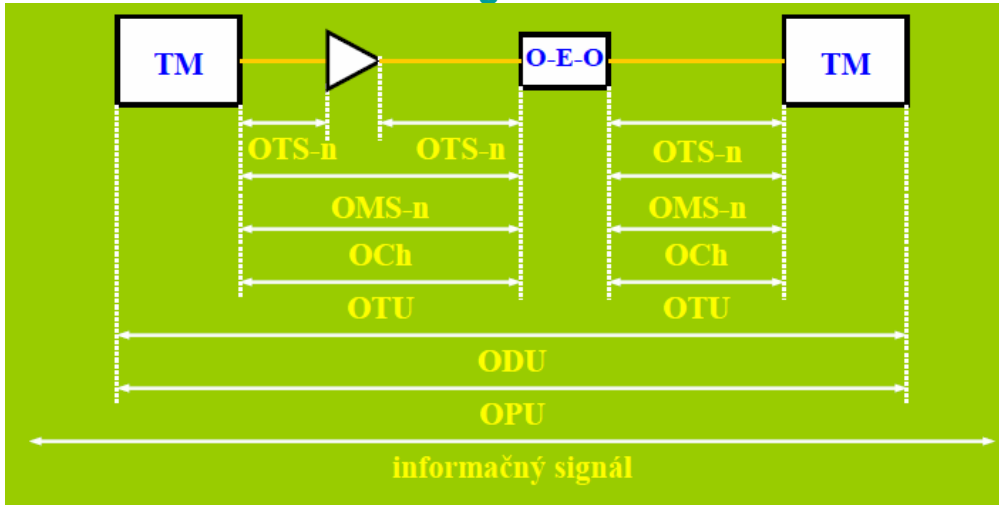 TM O-E-O TM
OTS-n OTS-n OTS-n
OMS-n OMS-n
OCh OCh
OTU OTU
ODU
OPU
informačný signál